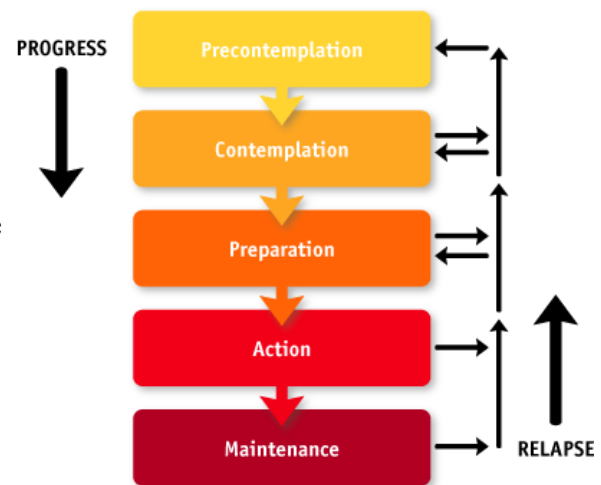 PROGRESS
Precontemplation
Contemplation
Preparation
Action
Maintenance
RELAPSE